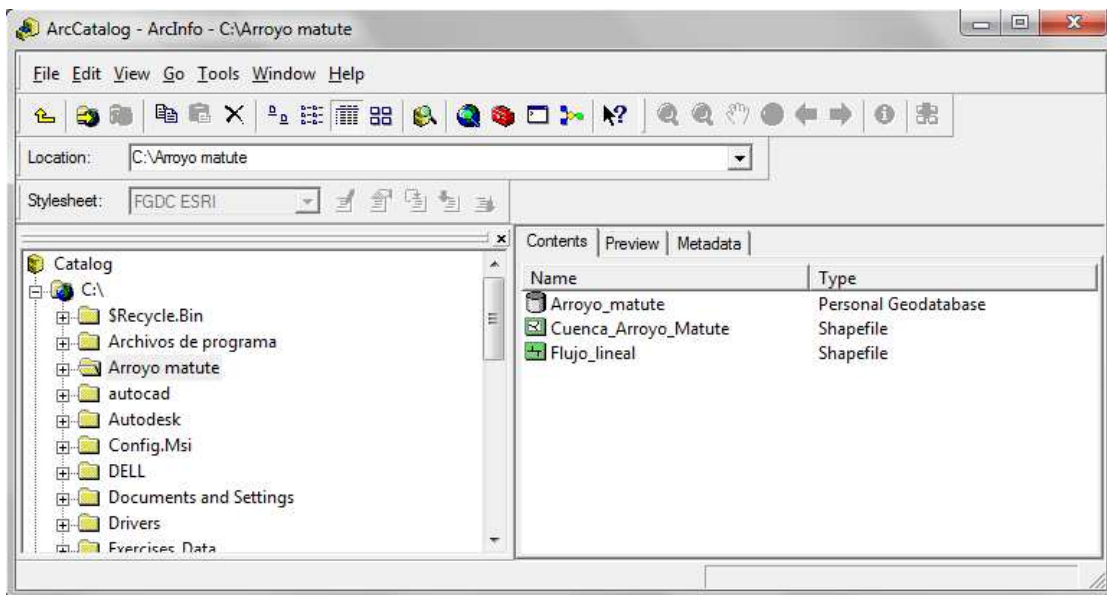 ArcCatalog - ArcInfo - C:\Arroyo matute
File Edit View Go Tools Window Help
Location: C:\Arroyo matute
Stylesheet: FGDC ESRI
Catalog
C:\
$Recycle.Bin
Archivos de programa
Arroyo matute
autocad
Autodesk
Config.Msi
DELL
Documents and Settings
Drivers
Exercises_Data
Contents Preview Metadata
Name Type
Arroyo_matute Personal Geodatabase
Cuenca_Arroyo_Matute Shapefile
Flujo_lineal Shapefile